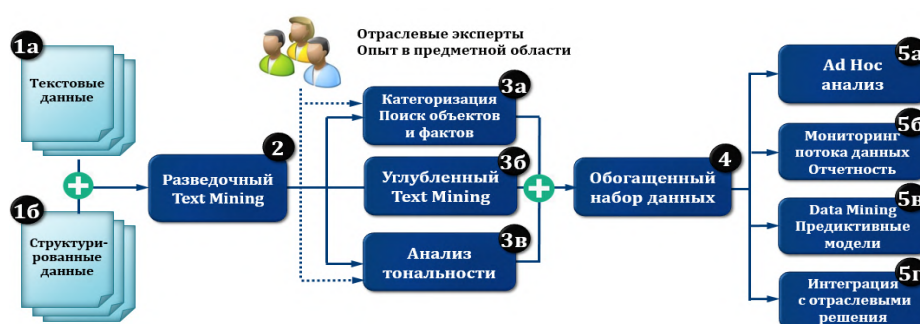 1а
Текстовые
данные
1б
Структури-
рованные
данные
2
Разведочный
Text Mining
Отраслевые эксперты
Опыт в предметной области
3а
Категоризация
Поиск объектов
и фактов
3б
Углубленный
Text Mining
3в
Анализ
тональности
4
Обогащенный
набор данных
5а
Ad Hoc
анализ
5б
Мониторинг
потока данных
Отчетность
5в
Data Mining
Предиктивные
модели
5г
Интеграция
с отраслевыми
решения